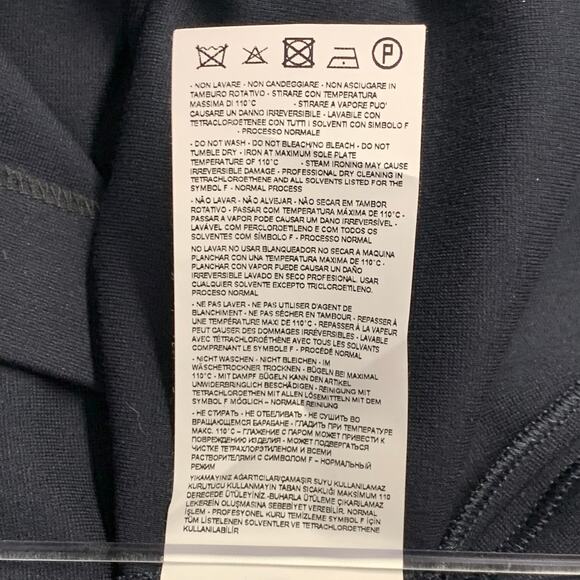 P
- NON LAVARE - NON CANDEGGIARE - NON ASCIUGARE IN
TAMBURO ROTATIVO - STIRARE CON TEMPERATURA
MASSIMA DI 110°C - STIRARE A VAPORE PUO'
CAUSARE UN DANNO IRREVERSIBILE - LAVABILE CON
TETRACLOROETENEE CON TUTTI I SOLVENTI CON SIMBOLO F
- PROCESSO NORMALE
- DO NOT WASH - DO NOT BLEACH/NO BLEACH - DO NOT
TUMBLE DRY - IRON AT MAXIMUM SOLE PLATE
TEMPERATURE OF 110°C - STEAM IRONING MAY CAUSE
IRREVERSIBLE DAMAGE - PROFESSIONAL DRY CLEANING IN
TETRACHLOROETHENE AND ALL SOLVENTS LISTED FOR THE
SYMBOL F - NORMAL PROCESS
- NÃO LAVAR - NÃO ALVEJAR - NÃO SECAR EM TAMBOR
ROTATIVO - PASSAR COM TEMPERATURA MÁXIMA DE 110°C -
PASSAR A VAPOR PODE CAUSAR UM DANO IRREVERSÍVEL -
LAVÁVEL COM PERCLOROETILENO E COM TODOS OS
SOLVENTES COM SÍMBOLO F - PROCESSO NORMAL
NO LAVAR NO USAR BLANQUEADOR NO SECAR A MAQUINA
PLANCHAR CON UNA TEMPERATURA MAXIMA DE 110°C -
PLANCHAR CON VAPOR PUEDE CAUSAR UN DAÑO
IRREVERSIBLE LAVADO EN SECO PROFESIONAL. USAR
CUALQUIER SOLVENTE EXCEPTO TRICLOROETILENO.
PROCESO NORMAL
- NE PAS LAVER - NE PAS UTILISER D'AGENT DE
BLANCHIMENT - NE PAS SÉCHER EN TAMBOUR - REPASSER À
UNE TEMPÉRATURE MAXI DE 110°C - REPASSER À LA VAPEUR
PEUT CAUSER DES DOMMAGES IRRÉVERSIBLES - LAVABLE
AVEC TÉTRACHLOROÉTHÈNE AVEC TOUS LES SOLVANTS
COMPRENANT LE SYMBOLE F - PROCÉDÉ NORMAL
- NICHT WASCHEN - NICHT BLEICHEN - IM
WÄSCHETROCKNER TROCKNEN - BÜGELN BEI MAXIMAL
110°C - MIT DAMPF BÜGELN KANN DEN ARTIKEL
UNWIDERBRINGLICH BESCHÄDIGEN - REINIGUNG MIT
TETRACHLOROETHEN MIT ALLEN LÖSEMITTELN MIT DEM
SYMBOL F MÖGLICH – NORMALE REINIUNG
- НЕ СТИРАТЬ - НЕ ОТБЕЛИВАТЬ - НЕ СУШИТЬ ВО
ВРАЩАЮЩЕМСЯ БАРАБАНЕ - ГЛАДИТЬ ПРИ ТЕМПЕРАТУРЕ
МАКС. 110°C – ГЛАЖЕНИЕ С ПАРОМ МОЖЕТ ПРИВЕСТИ К
ПОВРЕЖДЕНИЮ ИЗДЕЛИЯ - МОЖЕТ ПОДВЕРГАТЬСЯ
ЧИСТКЕ ТЕТРАХЛОРЭТИЛЕНОМ И ВСЕМИ
РАСТВОРИТЕЛЯМИ С СИМВОЛОМ F – НОРМАЛЬНЫЙ
РЕЖИМ
YIKAMAYINIZ AĞARTICILAR/ÇAMAŞIR SUYU KULLANILAMAZ
KURUTUCU KULLANMAYIN TABAN SICAKLIĞI MAKSİMUM 110
DERECEDE ÜTÜLEYİNİZ -BUHARLA ÜTÜLEME ÇIKARILAMAZ
LEKEREİN OLUŞMASINA SEBEBİYET VEREBİLİR. NORMAL
İŞLEM - PROFESYONEL KURU TEMİZLEME SYMBOL F İÇİN
TÜM LİSTELENEN SOLVENTLER VE TETRACHLOROETHENE
KULLANILABİLİR